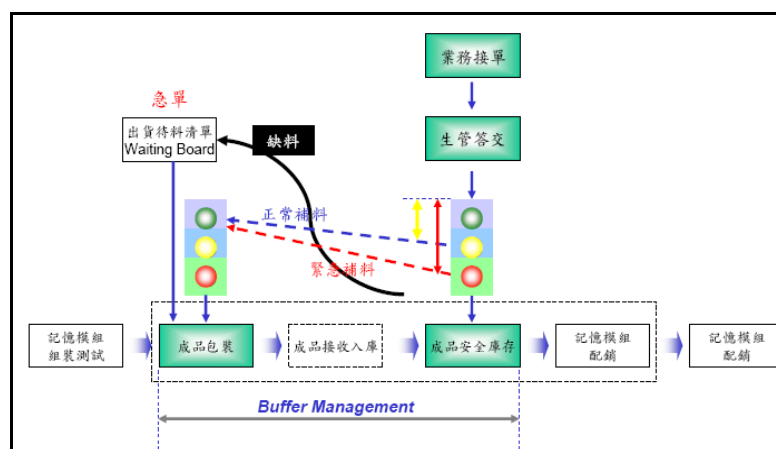 業務接單
急單
出貨待料清單
Waiting Board
缺料
生管答交
正常補料
緊急補料
記憶模組
組裝測試
成品包裝
成品接收入庫
成品安全庫存
記憶模組
配銷
記憶模組
配銷
Buffer Management